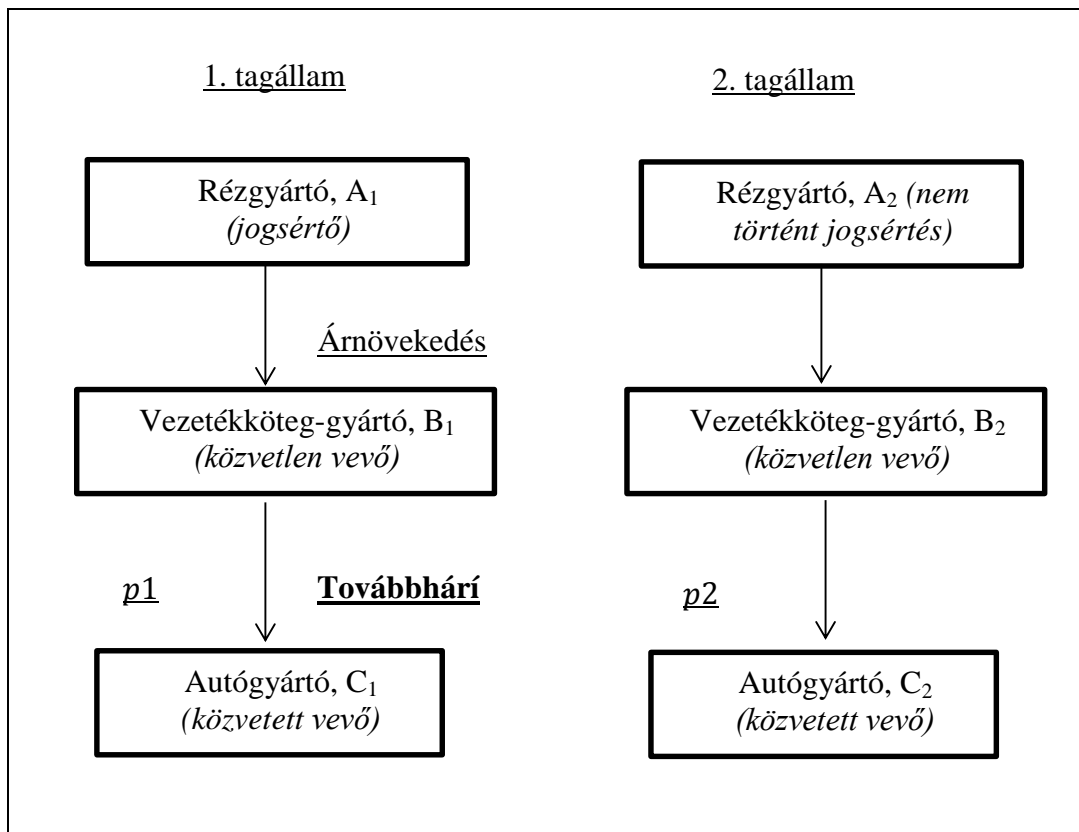 1. tagállam
2. tagállam
Rézgyártó, A₁
(jogsértő)
Rézgyártó, A₂ (nem
történt jogsértés)
Árnövekedés
Vezetékköteg-gyártó, B₁
(közvetlen vevő)
Vezetékköteg-gyártó, B₂
(közvetlen vevő)
p1
Továbbhárí
p2
Autógyártó, C₁
(közvetett vevő)
Autógyártó, C₂
(közvetett vevő)